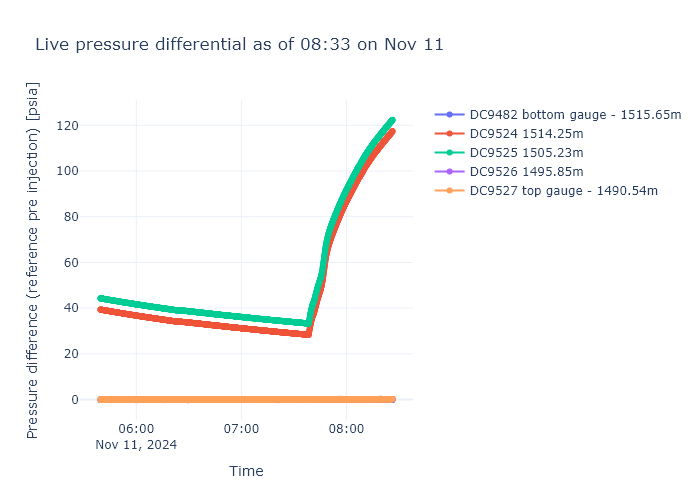 Live pressure differential as of 08:33 on Nov 11
Pressure difference (reference pre injection) [psia]
120
100
80
60
40
20
0
06:00
07:00
08:00
Nov 11, 2024
Time
DC9482 bottom gauge - 1515.65m
DC9524 1514.25m
DC9525 1505.23m
DC9526 1495.85m
DC9527 top gauge - 1490.54m